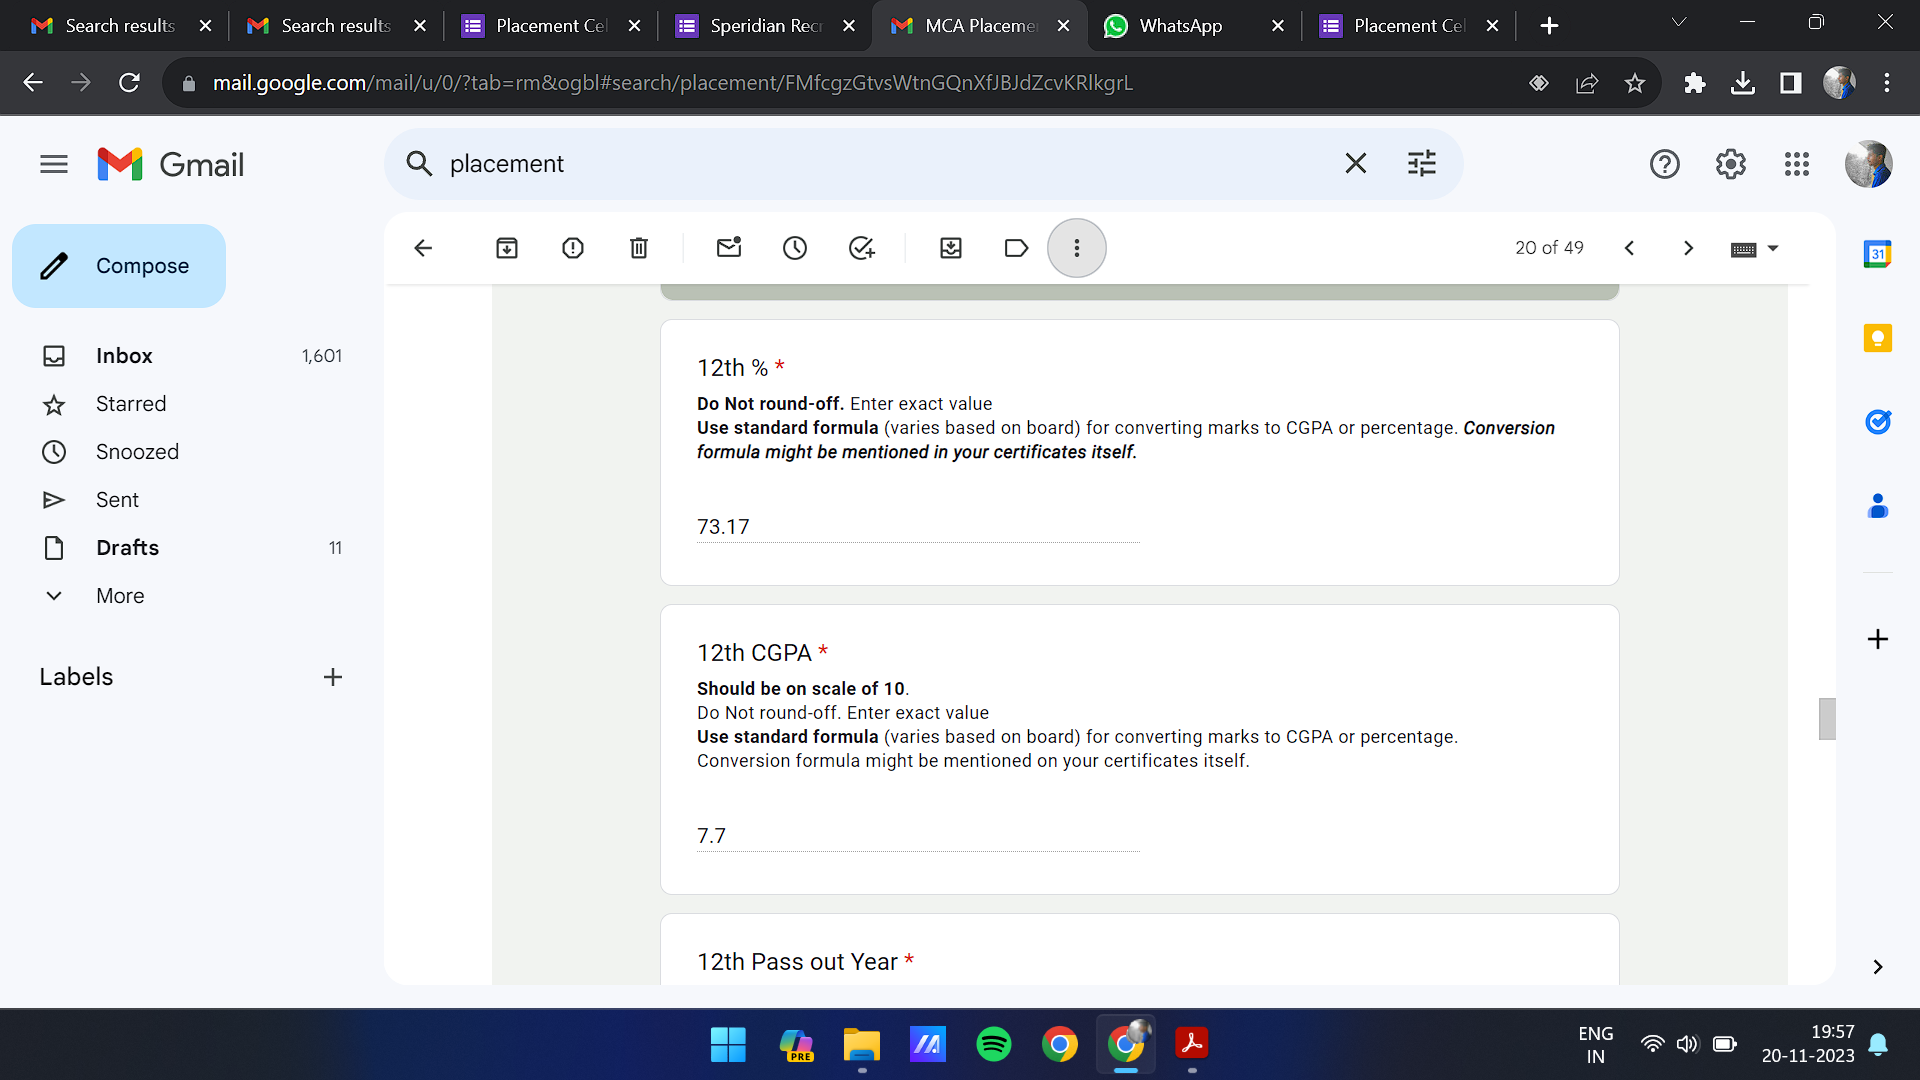 Search results
Search results
Placement Cel
Speridian Recr
MCA Placeme
WhatsApp
Placement Cel
mail.google.com/mail/u/0/?tab=rm&ogbl#search/placement/FMfcgzGtvsWtnGQnXfJBJdZcvKRlkgrL
Gmail
placement
Compose
20 of 49
31
Inbox 1,601
Starred
Snoozed
Sent
Drafts 11
More
Labels
12th % *
Do Not round-off. Enter exact value
Use standard formula (varies based on board) for converting marks to CGPA or percentage. Conversion
formula might be mentioned in your certificates itself.
73.17
12th CGPA *
Should be on scale of 10.
Do Not round-off. Enter exact value
Use standard formula (varies based on board) for converting marks to CGPA or percentage.
Conversion formula might be mentioned on your certificates itself.
7.7
12th Pass out Year *
PRE
ENG
IN
19:57
20-11-2023